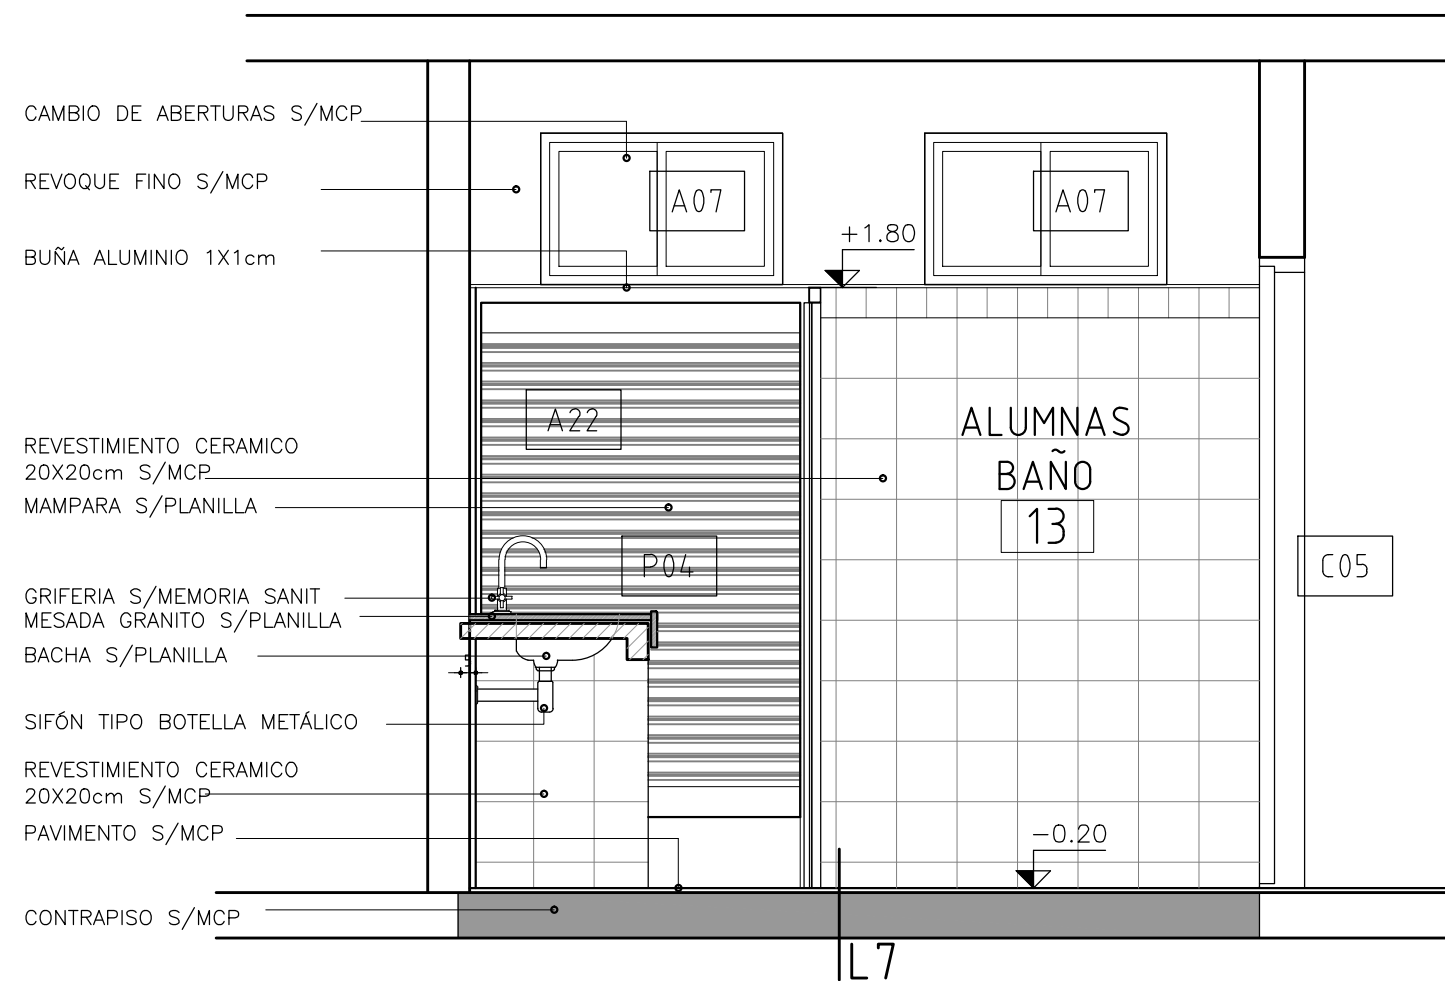 CAMBIO DE ABERTURAS S/MCP
REVOQUE FINO S/MCP
A07
A07
+1.80
BUÑA ALUMINIO 1X1cm
A22
ALUMNAS
BAÑO
13
REVESTIMIENTO CERAMICO
20X20cm S/MCP
MAMPARA S/PLANILLA
P04
C05
GRIFERIA S/MEMORIA SANIT
MESADA GRANITO S/PLANILLA
BACHA S/PLANILLA
SIFÓN TIPO BOTELLA METÁLICO
REVESTIMIENTO CERAMICO
20X20cm S/MCP
PAVIMENTO S/MCP
-0.20
CONTRAPISO S/MCP
L7